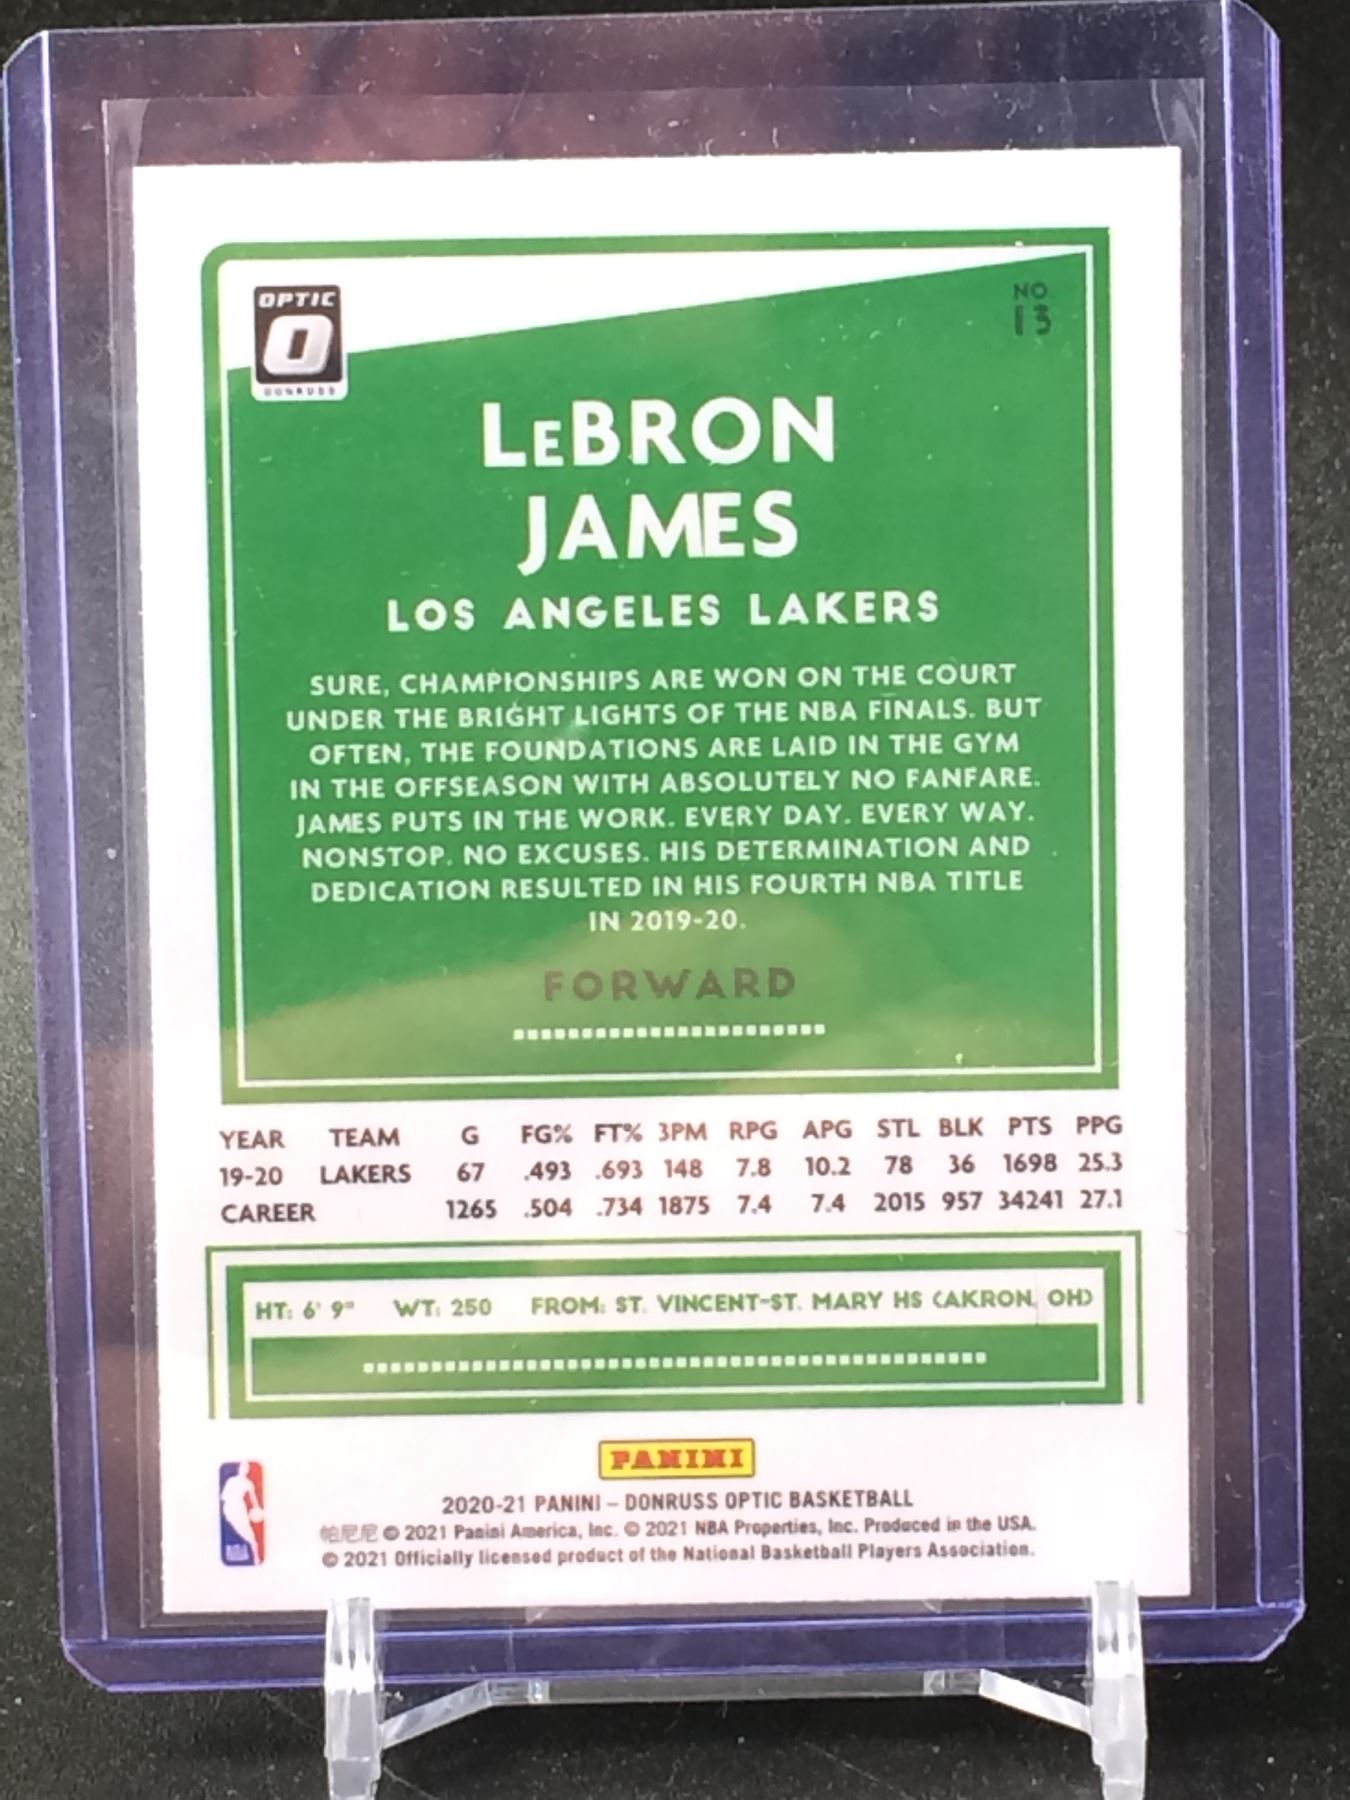 OPTIC
DONRUSS
NO.
13
LeBRON
JAMES
LOS ANGELES LAKERS
SURE, CHAMPIONSHIPS ARE WON ON THE COURT
UNDER THE BRIGHT LIGHTS OF THE NBA FINALS. BUT
OFTEN, THE FOUNDATIONS ARE LAID IN THE GYM
IN THE OFFSEASON WITH ABSOLUTELY NO FANFARE.
JAMES PUTS IN THE WORK. EVERY DAY. EVERY WAY.
NONSTOP. NO EXCUSES. HIS DETERMINATION AND
DEDICATION RESULTED IN HIS FOURTH NBA TITLE
IN 2019-20.
FORWARD
YEAR TEAM G FG% FT% 3PM RPG APG STL BLK PTS PPG
19-20 LAKERS 67 .493 .693 148 7.8 10.2 78 36 1698 25.3
CAREER 1265 .504 .734 1875 7.4 7.4 2015 957 34241 27.1
HT: 6' 9" WT: 250 FROM: ST. VINCENT-ST. MARY HS (AKRON, OH)
PANINI
2020-21 PANINI – DONRUSS OPTIC BASKETBALL
帕尼尼 © 2021 Panini America, Inc. © 2021 NBA Properties, Inc. Produced in the USA.
© 2021 Officially licensed product of the National Basketball Players Association.
NBA